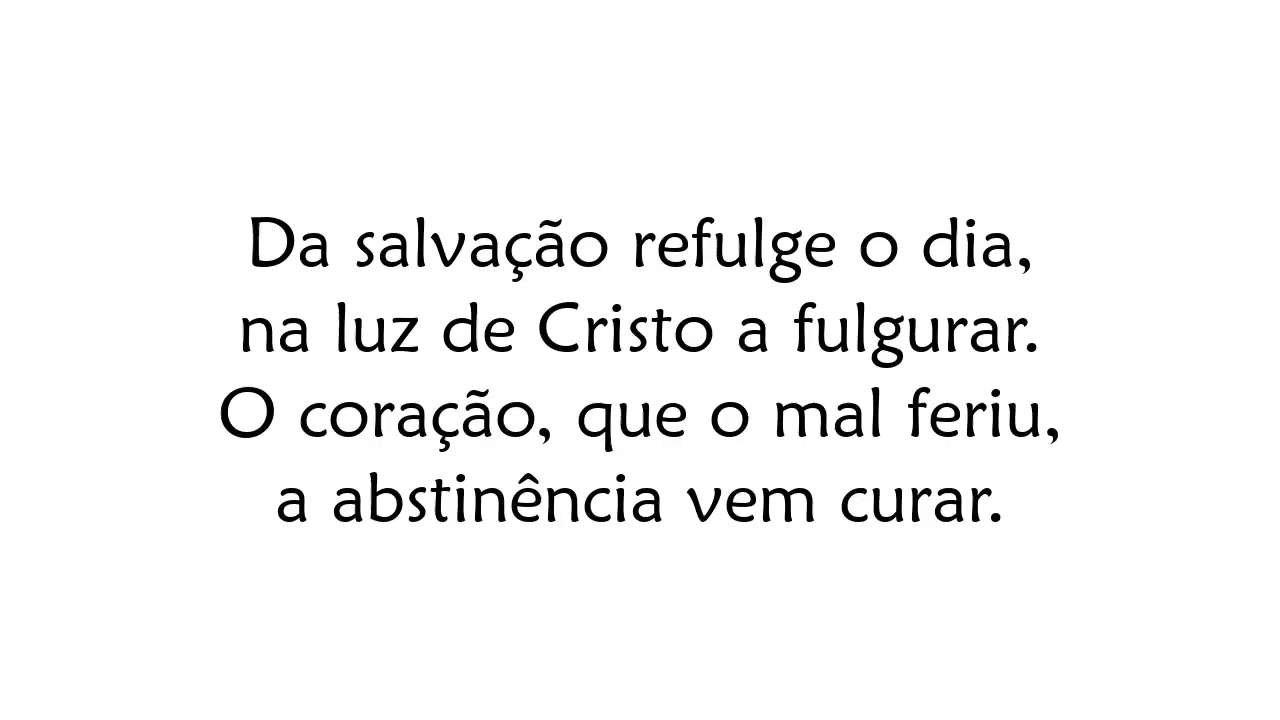 Da salvação refulge o dia,
na luz de Cristo a fulgurar.
O coração, que o mal feriu,
a abstinência vem curar.